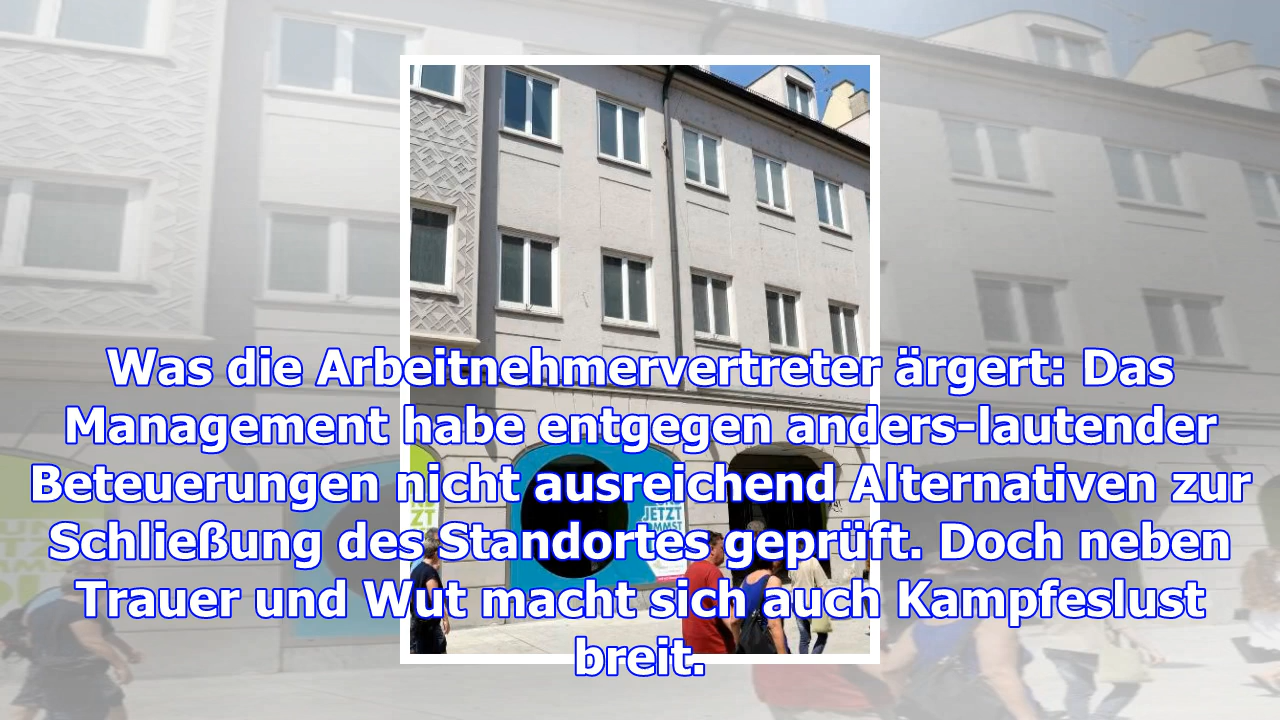 Was die Arbeitnehmervertreter ärgert: Das
Management habe entgegen anders-lautender
Beteuerungen nicht ausreichend Alternativen zur
Schließung des Standortes geprüft. Doch neben
Trauer und Wut macht sich auch Kampfeslust
breit.
JETZT